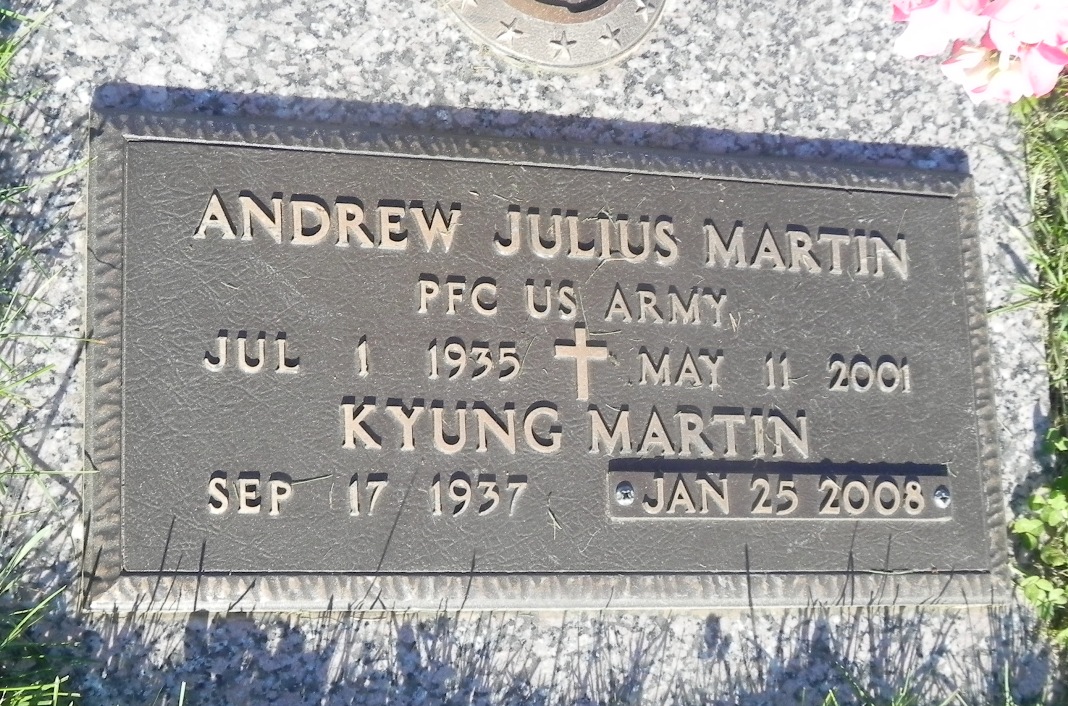 ANDREW JULIUS MARTIN
PFC US ARMY
JUL 1 1935 MAY 11 2001
KYUNG MARTIN
SEP 17 1937 JAN 25 2008